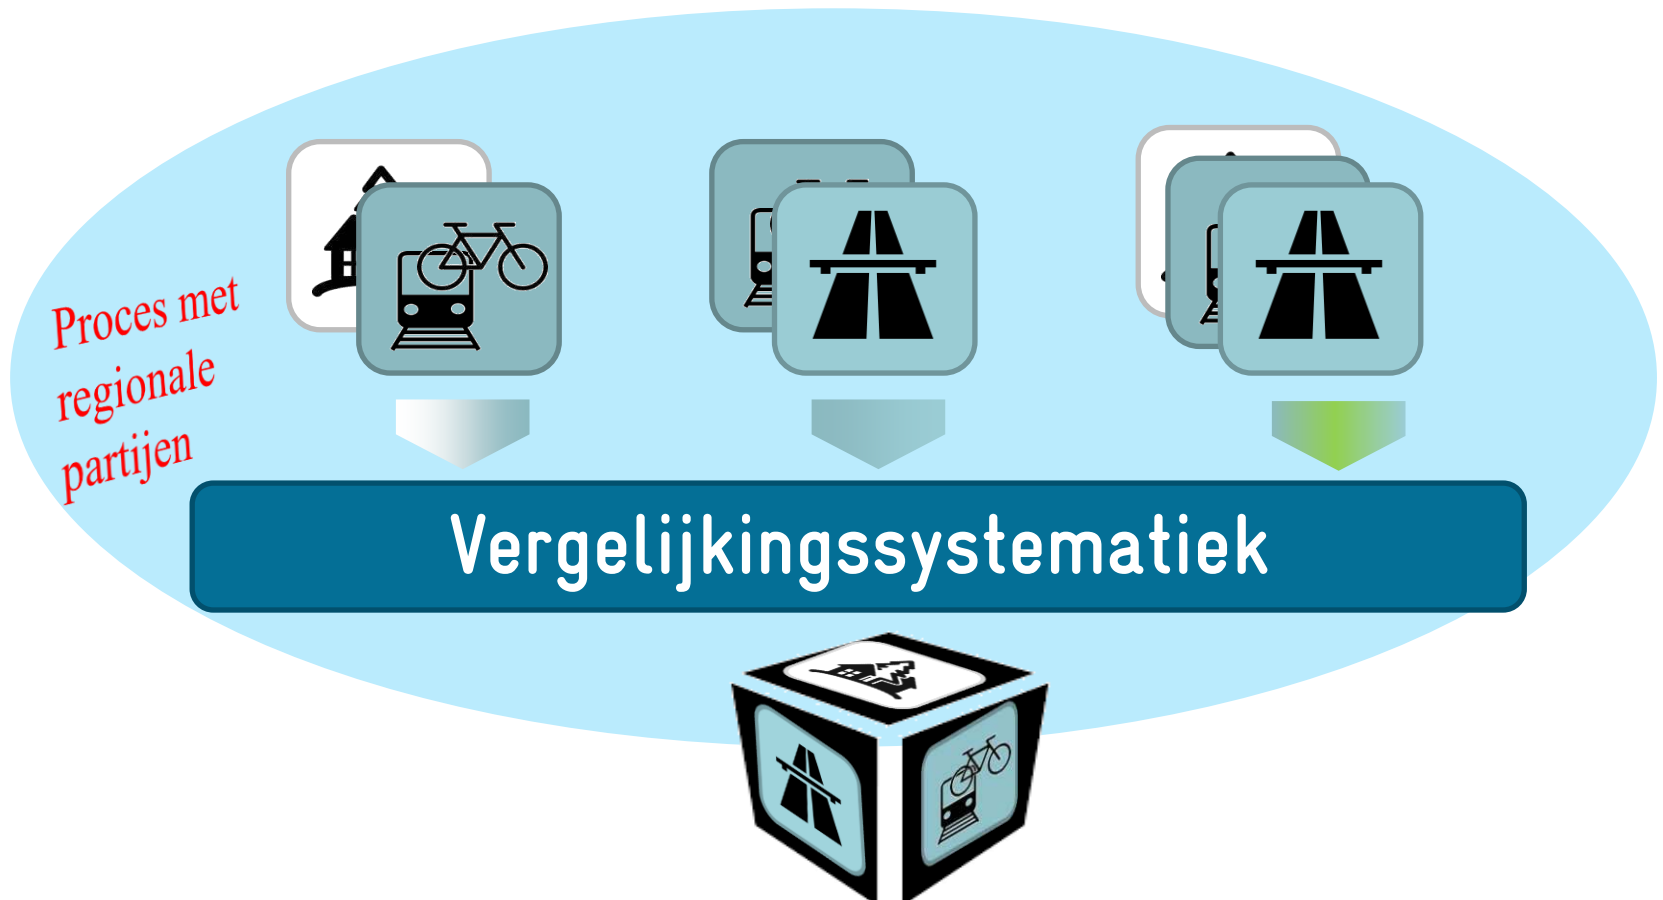 Proces met
regionale
partijen
Vergelijkingssystematiek